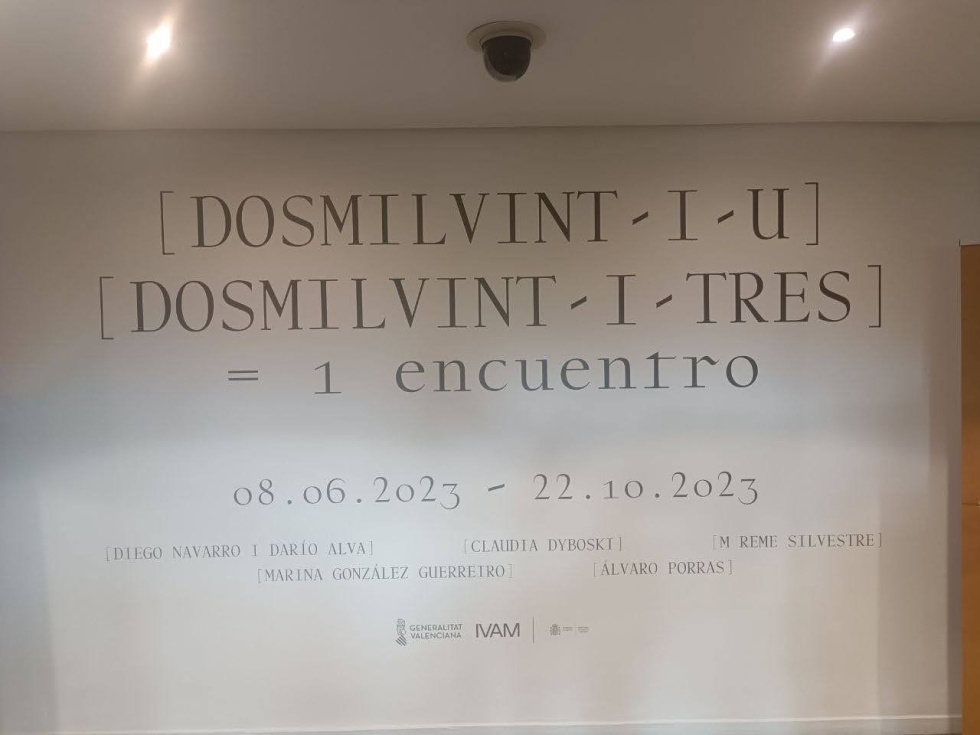 [DOSMILVINT-I-U]
[DOSMILVINT-I-TRES]
= 1 encuentro
08.06.2023 - 22.10.2023
[DIEGO NAVARRO I DARÍO ALVA] [CLAUDIA DYBOSKI] [M REME SILVESTRE]
[MARINA GONZÁLEZ GUERREIRO] [ÁLVARO PORRAS]
GENERALITAT
VALENCIANA
IVAM